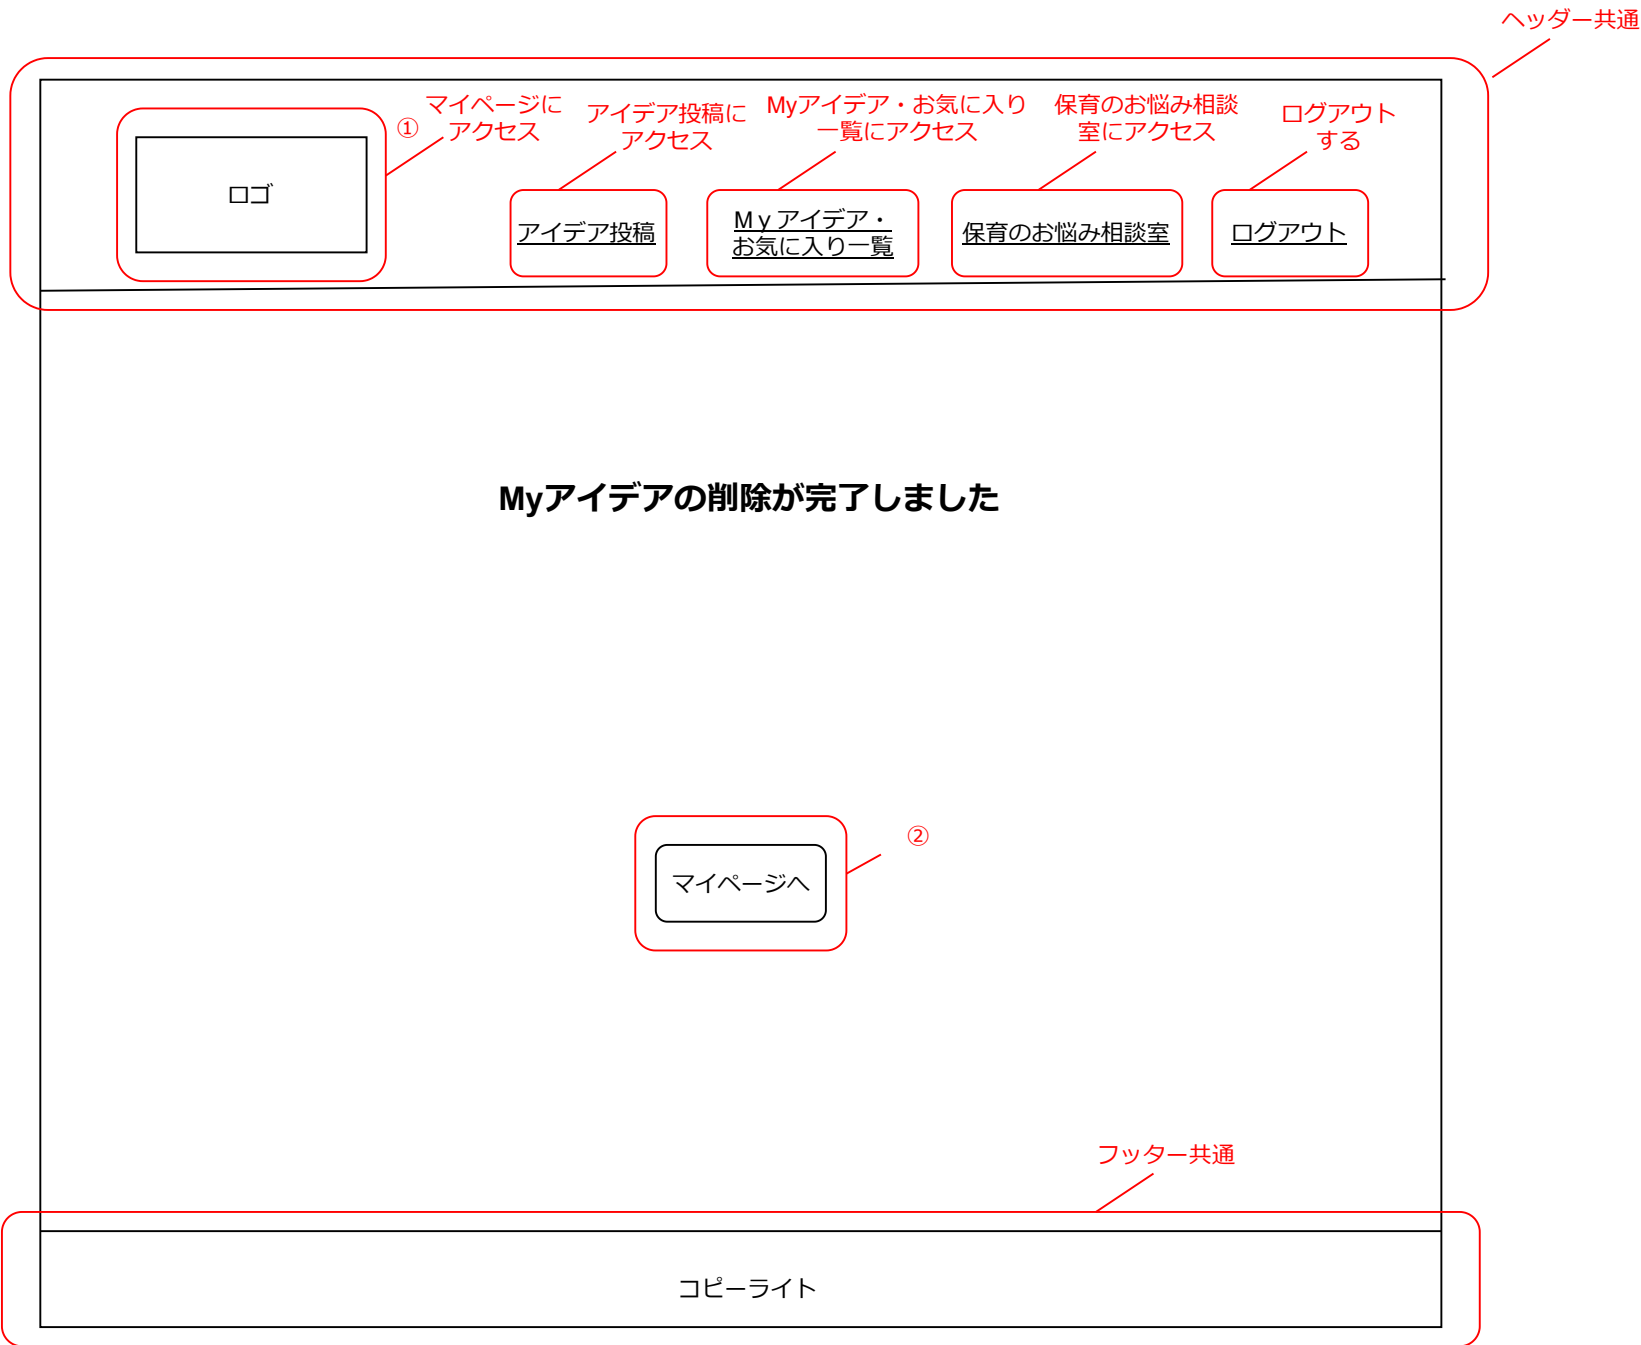 ヘッダー共通
マイページに
アクセス
①
アイデア投稿に
アクセス
Myアイデア・お気に入り
一覧にアクセス
保育のお悩み相談
室にアクセス
ログアウト
する
ロゴ
アイデア投稿
Ｍｙアイデア・
お気に入り一覧
保育のお悩み相談室
ログアウト
Myアイデアの削除が完了しました
②
マイページへ
フッター共通
コピーライト